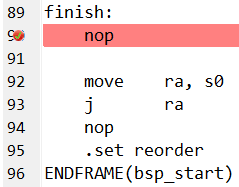 89 finish:
90 nop
91
92 move ra, s0
93 j ra
94 nop
95 .set reorder
96 ENDFRAME(bsp_start)